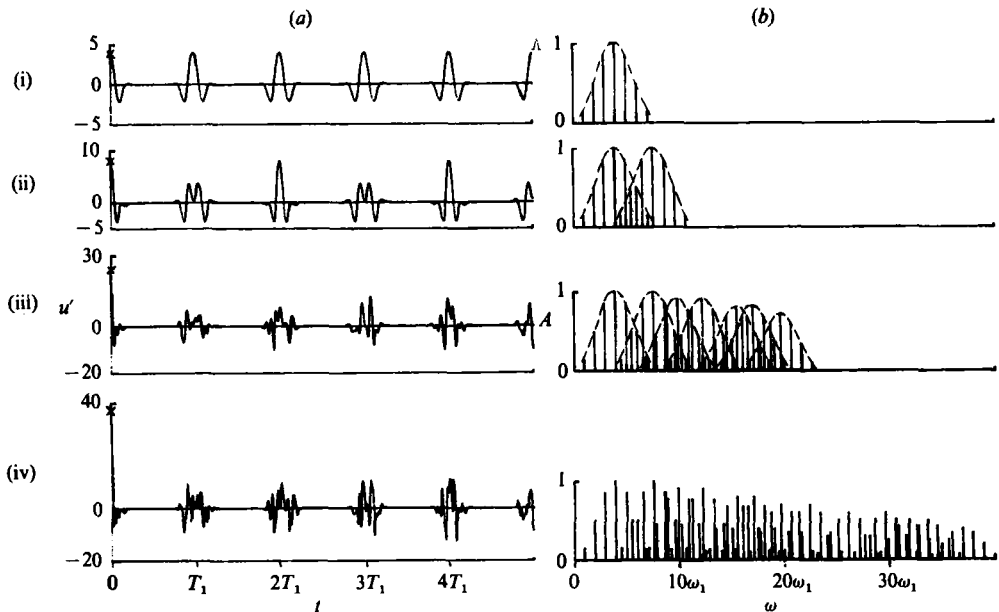 (a) (b)
(i) 5 0 −5 1 0
(ii) 10 0 −5 1 0
(iii) u′ 30 0 −20 A 1 0
(iv) 40 0 −20 1 0
0 T₁ 2T₁ 3T₁ 4T₁ 0 10ω₁ 20ω₁ 30ω₁
t ω